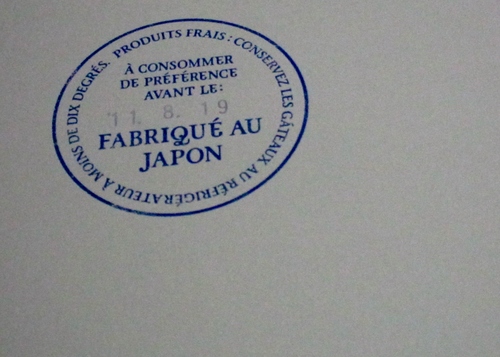 PRODUITS FRAIS : CONSERVEZ LES GÂTEAUX AU RÉFRIGÉRATEUR À MOINS DE DIX DEGRÉS.
À CONSOMMER
DE PRÉFÉRENCE
AVANT LE:
'11. 8. 19
FABRIQUÉ AU
JAPON